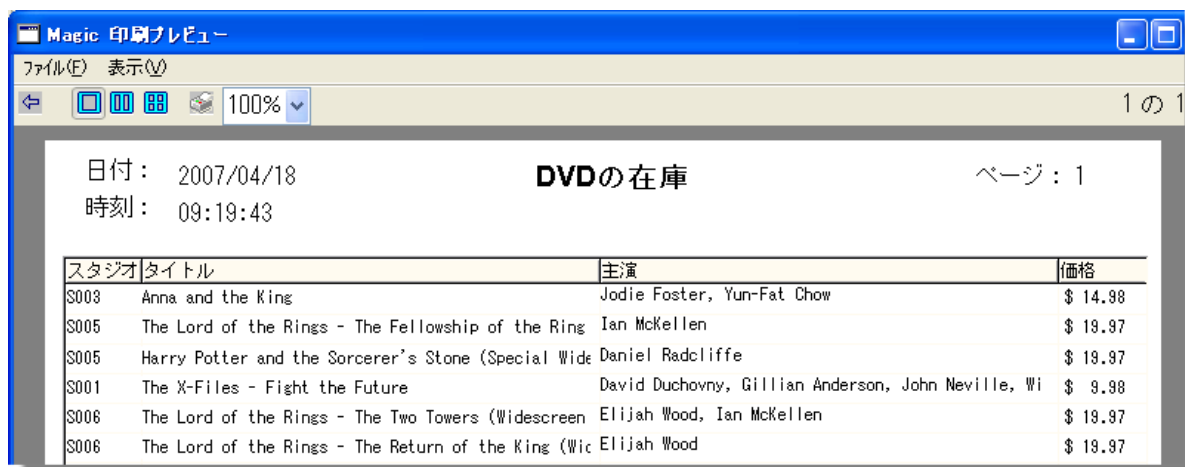 Magic 印刷プレビュー
ファイル(F) 表示(V)
100% 1 の 1
日付： 2007/04/18 DVDの在庫 ページ： 1
時刻： 09:19:43
スタジオ タイトル 主演 価格
S003 Anna and the King Jodie Foster, Yun-Fat Chow $ 14.98
S005 The Lord of the Rings - The Fellowship of the Ring Ian McKellen $ 19.97
S005 Harry Potter and the Sorcerer's Stone (Special Wide Daniel Radcliffe $ 19.97
S001 The X-Files - Fight the Future David Duchovny, Gillian Anderson, John Neville, Wi $ 9.98
S006 The Lord of the Rings - The Two Towers (Widescreen Elijah Wood, Ian McKellen $ 19.97
S006 The Lord of the Rings - The Return of the King (Wid Elijah Wood $ 19.97